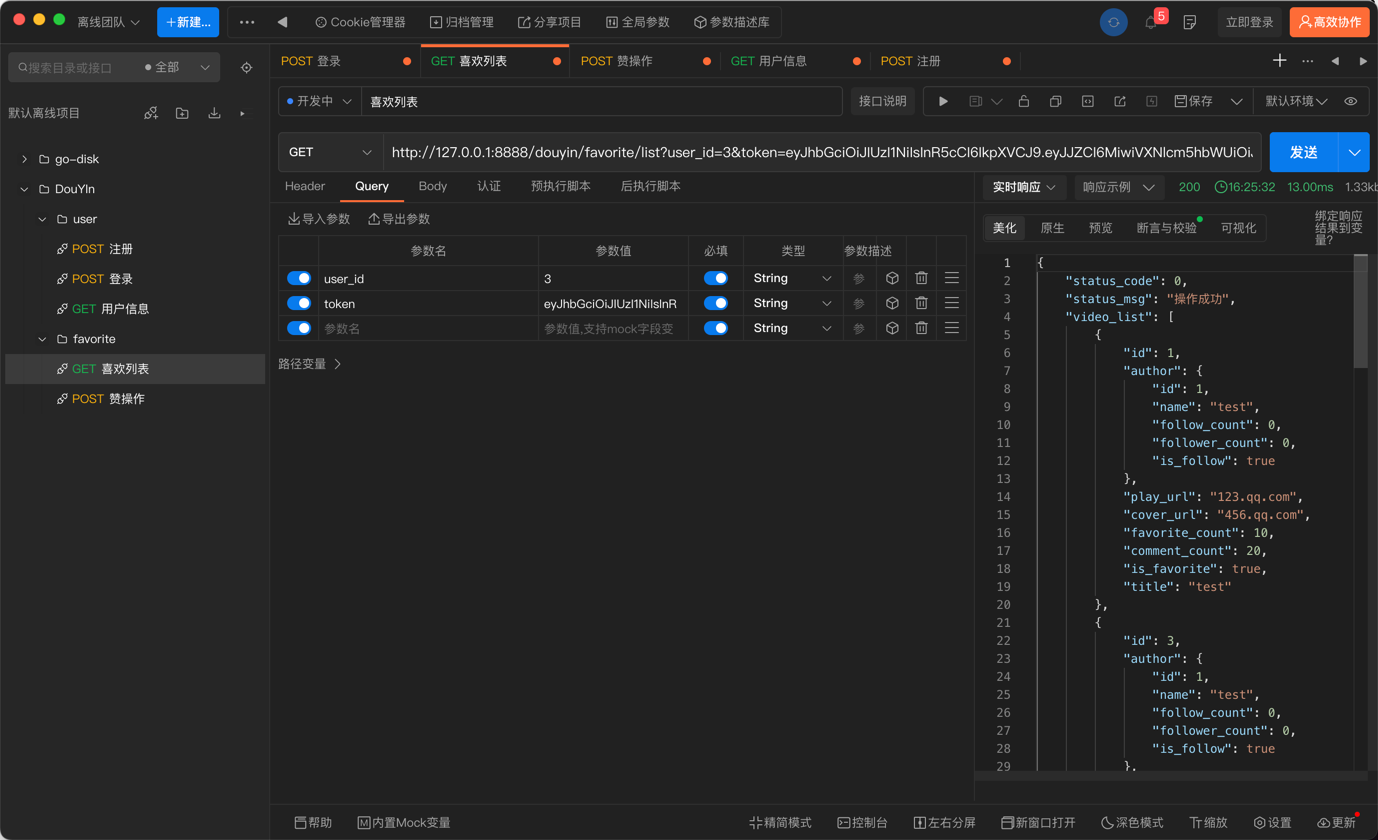 离线团队
+新建...
Cookie管理器
归档管理
分享项目
全局参数
参数描述库
5
立即登录
高效协作
搜索目录或接口
全部
POST 登录
GET 喜欢列表
POST 赞操作
GET 用户信息
POST 注册
默认离线项目
开发中
喜欢列表
接口说明
保存
默认环境
go-disk
DouYIn
user
POST 注册
POST 登录
GET 用户信息
favorite
GET 喜欢列表
POST 赞操作
GET
http://127.0.0.1:8888/douyin/favorite/list?user_id=3&token=eyJhbGciOiJIUzI1NiIsInR5cCI6IkpXVCJ9.eyJJZCI6MiwiVXNlcm5hbWUiOi
发送
Header
Query
Body
认证
预执行脚本
后执行脚本
导入参数
导出参数
参数名
参数值
必填
类型
参数描述
user_id
3
String
参
token
eyJhbGciOiJIUzI1NiIsInR
String
参
参数名
参数值,支持mock字段变
String
参
路径变量
实时响应
响应示例
200
16:25:32
13.00ms
1.33kb
美化
原生
预览
断言与校验
可视化
绑定响应
结果到变
量?
1 {
2 "status_code": 0,
3 "status_msg": "操作成功",
4 "video_list": [
5 {
6 "id": 1,
7 "author": {
8 "id": 1,
9 "name": "test",
10 "follow_count": 0,
11 "follower_count": 0,
12 "is_follow": true
13 },
14 "play_url": "123.qq.com",
15 "cover_url": "456.qq.com",
16 "favorite_count": 10,
17 "comment_count": 20,
18 "is_favorite": true,
19 "title": "test"
20 },
21 {
22 "id": 3,
23 "author": {
24 "id": 1,
25 "name": "test",
26 "follow_count": 0,
27 "follower_count": 0,
28 "is_follow": true
29 },
帮助
内置Mock变量
精简模式
控制台
左右分屏
新窗口打开
深色模式
缩放
设置
更新